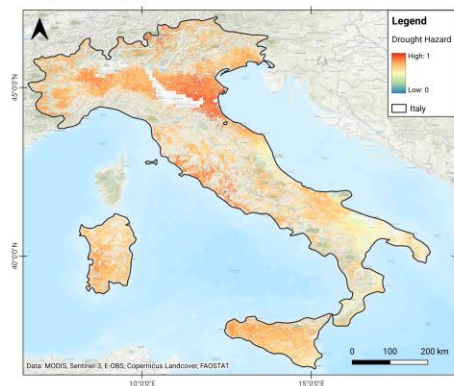 Legend
Drought Hazard
High: 1
Low: 0
Italy
45°0'0"N
40°0'0"N
10°0'0"E
15°0'0"E
0 100 200 km
Data: MODIS, Sentinel-3, E-OBS, Copernicus Landcover, FAOSTAT